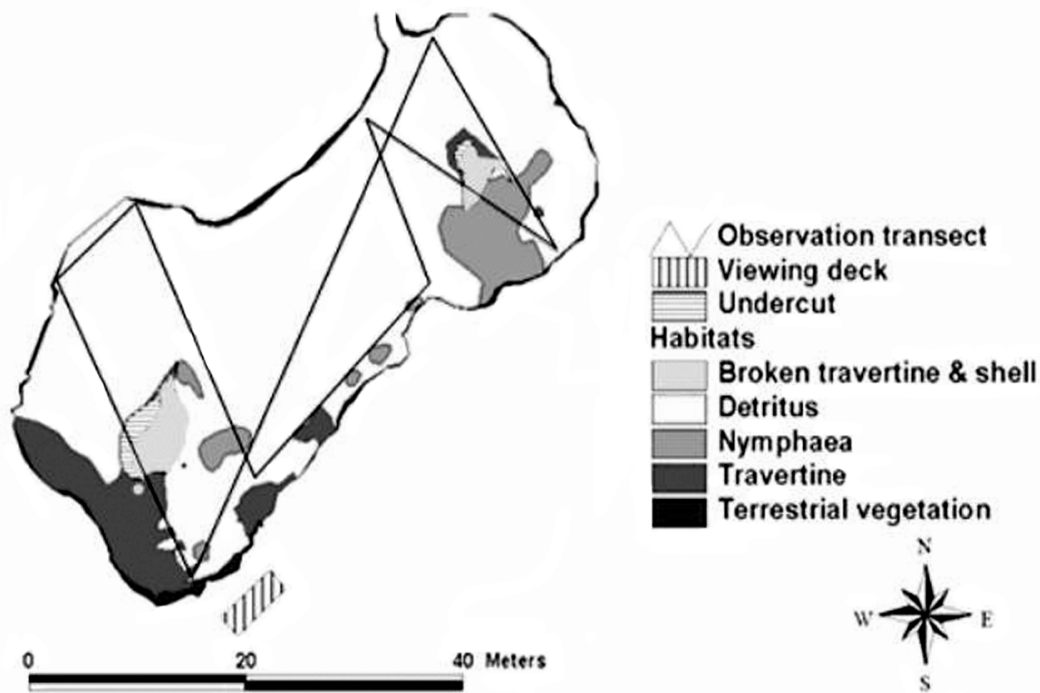 Observation transect
Viewing deck
Undercut
Habitats
Broken travertine & shell
Detritus
Nymphaea
Travertine
Terrestrial vegetation
N
W E
S
0 20 40 Meters